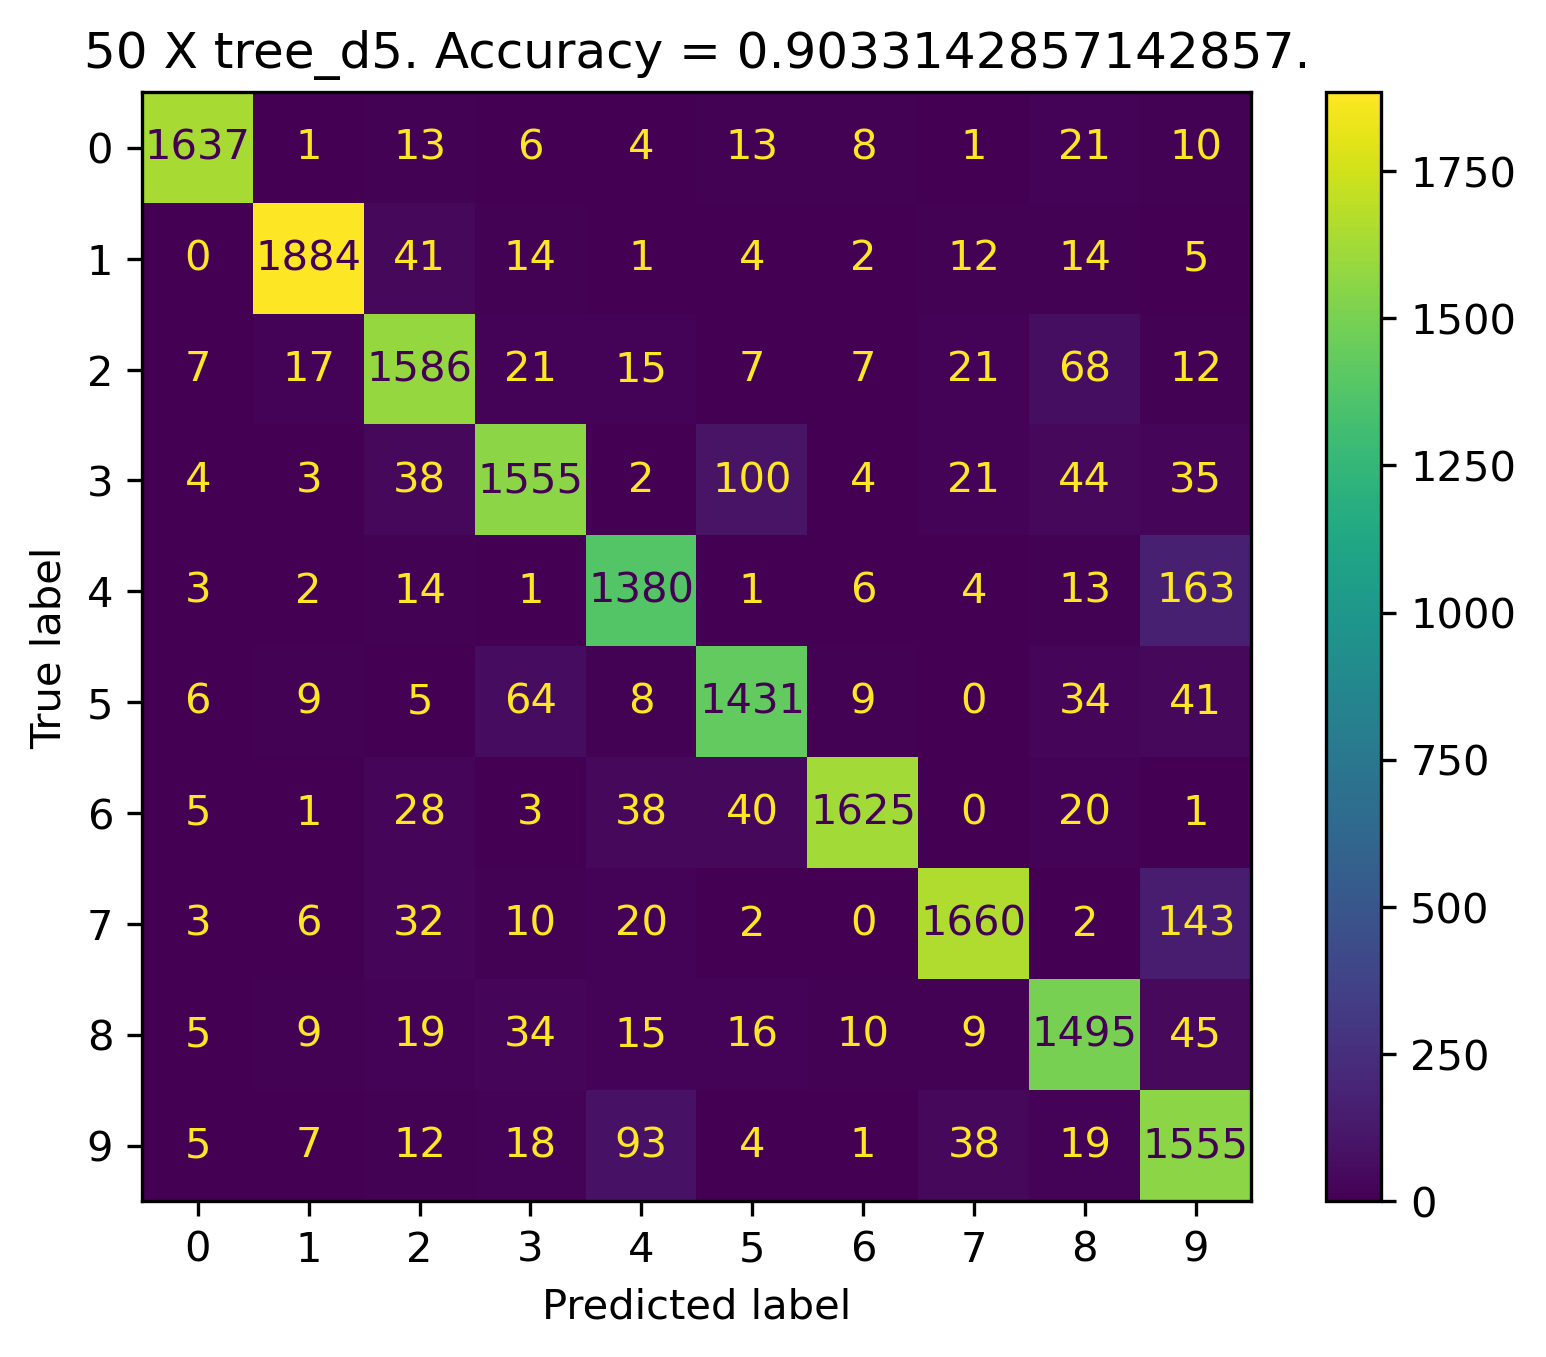 50 X tree_d5. Accuracy = 0.9033142857142857.
0 1637 1 13 6 4 13 8 1 21 10
1 0 1884 41 14 1 4 2 12 14 5
2 7 17 1586 21 15 7 7 21 68 12
3 4 3 38 1555 2 100 4 21 44 35
4 3 2 14 1 1380 1 6 4 13 163
5 6 9 5 64 8 1431 9 0 34 41
6 5 1 28 3 38 40 1625 0 20 1
7 3 6 32 10 20 2 0 1660 2 143
8 5 9 19 34 15 16 10 9 1495 45
9 5 7 12 18 93 4 1 38 19 1555
0 1 2 3 4 5 6 7 8 9
Predicted label
True label
1750
1500
1250
1000
750
500
250
0